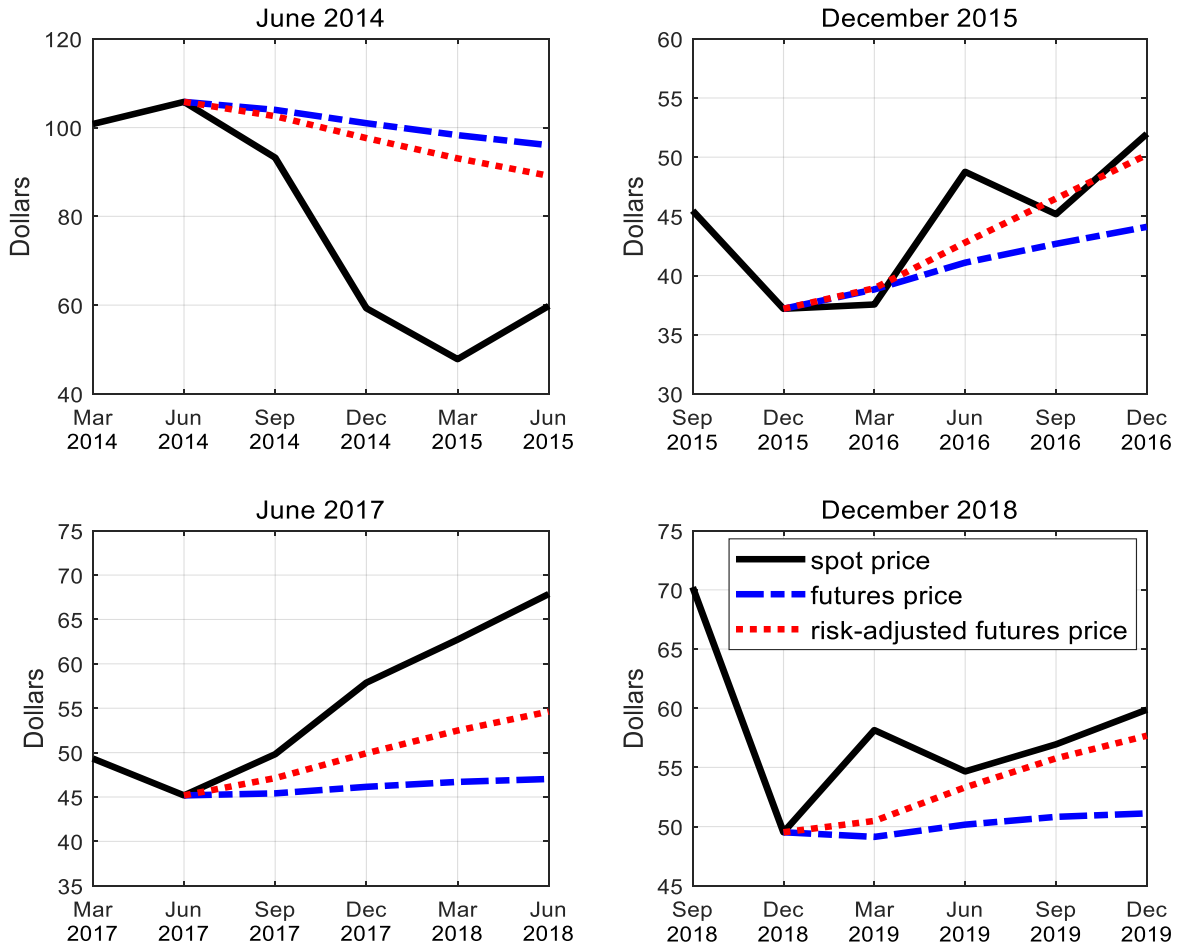 June 2014
120
100
80
60
40
Dollars
Mar Jun Sep Dec Mar Jun
2014 2014 2014 2014 2015 2015
December 2015
60
55
50
45
40
35
30
Dollars
Sep Dec Mar Jun Sep Dec
2015 2015 2016 2016 2016 2016
June 2017
75
70
65
60
55
50
45
40
35
Dollars
Mar Jun Sep Dec Mar Jun
2017 2017 2017 2017 2018 2018
December 2018
75
70
65
60
55
50
45
Dollars
spot price
futures price
risk-adjusted futures price
Sep Dec Mar Jun Sep Dec
2018 2018 2019 2019 2019 2019